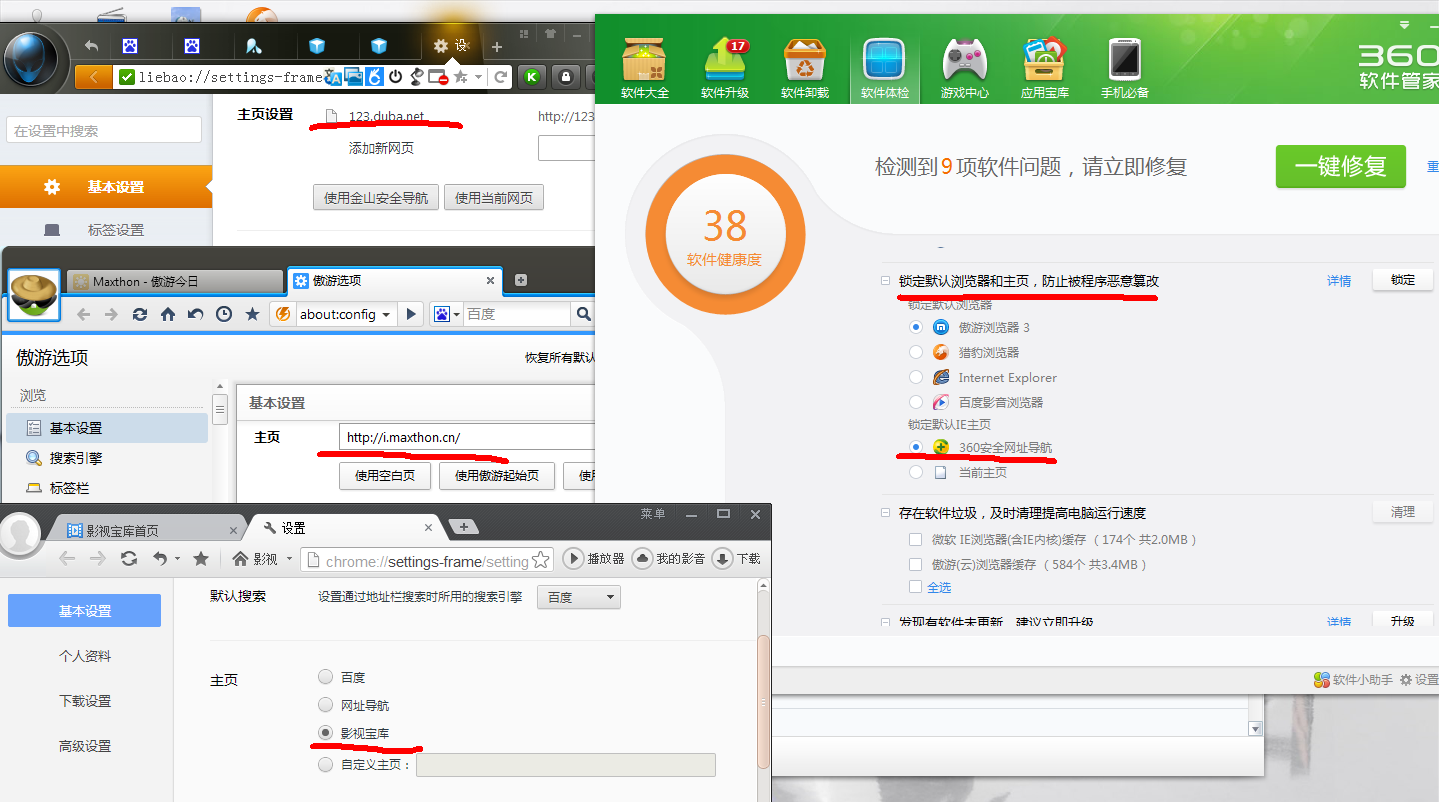 设
liebao://settings-frame
在设置中搜索
基本设置
标签设置
主页设置
123.duba.net
http://123
添加新网页
使用金山安全导航
使用当前网页
Maxthon - 傲游今日
傲游选项
about:config
百度
傲游选项
恢复所有默认
浏览
基本设置
搜索引擎
标签栏
基本设置
主页
http://i.maxthon.cn/
使用空白页
使用傲游起始页
影视宝库首页
设置
菜单
影视
chrome://settings-frame/setting
播放器
我的影音
下载
基本设置
个人资料
下载设置
高级设置
默认搜索
设置通过地址栏搜索时所用的搜索引擎
百度
主页
百度
网址导航
影视宝库
自定义主页：
软件大全
17
软件升级
软件卸载
软件体检
游戏中心
应用宝库
手机必备
360
软件管家
38
软件健康度
检测到9项软件问题，请立即修复
一键修复
重
锁定默认浏览器和主页，防止被程序恶意篡改
详情
锁定
锁定默认浏览器
傲游浏览器 3
猎豹浏览器
Internet Explorer
百度影音浏览器
锁定默认IE主页
360安全网址导航
当前主页
存在软件垃圾，及时清理提高电脑运行速度
清理
微软 IE浏览器(含IE内核)缓存 （174个 共2.0MB ）
傲游(云)浏览器缓存 （584个 共3.4MB ）
全选
发现有软件未更新，建议立即升级
详情
升级
软件小助手
设置